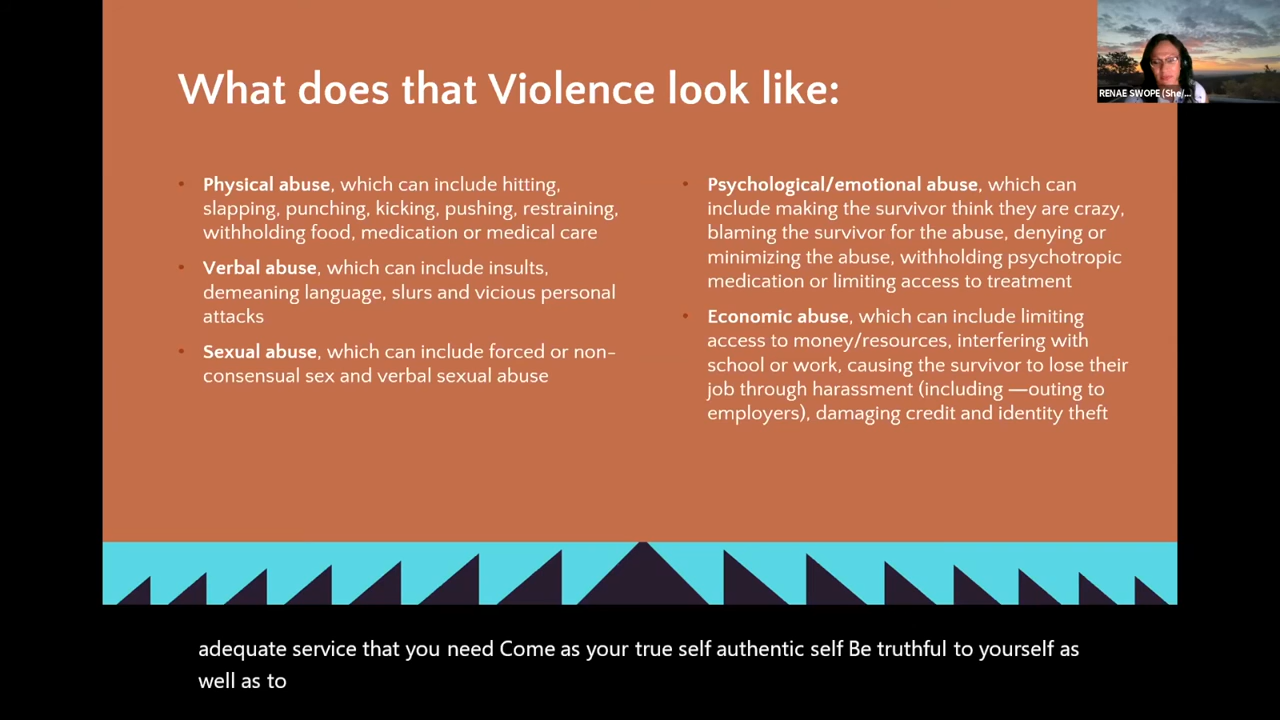 What does that Violence look like:
RENAE SWOPE (She/...
• Physical abuse, which can include hitting,
slapping, punching, kicking, pushing, restraining,
withholding food, medication or medical care
• Verbal abuse, which can include insults,
demeaning language, slurs and vicious personal
attacks
• Sexual abuse, which can include forced or non-
consensual sex and verbal sexual abuse
• Psychological/emotional abuse, which can
include making the survivor think they are crazy,
blaming the survivor for the abuse, denying or
minimizing the abuse, withholding psychotropic
medication or limiting access to treatment
• Economic abuse, which can include limiting
access to money/resources, interfering with
school or work, causing the survivor to lose their
job through harassment (including —outing to
employers), damaging credit and identity theft
adequate service that you need Come as your true self authentic self Be truthful to yourself as
well as to